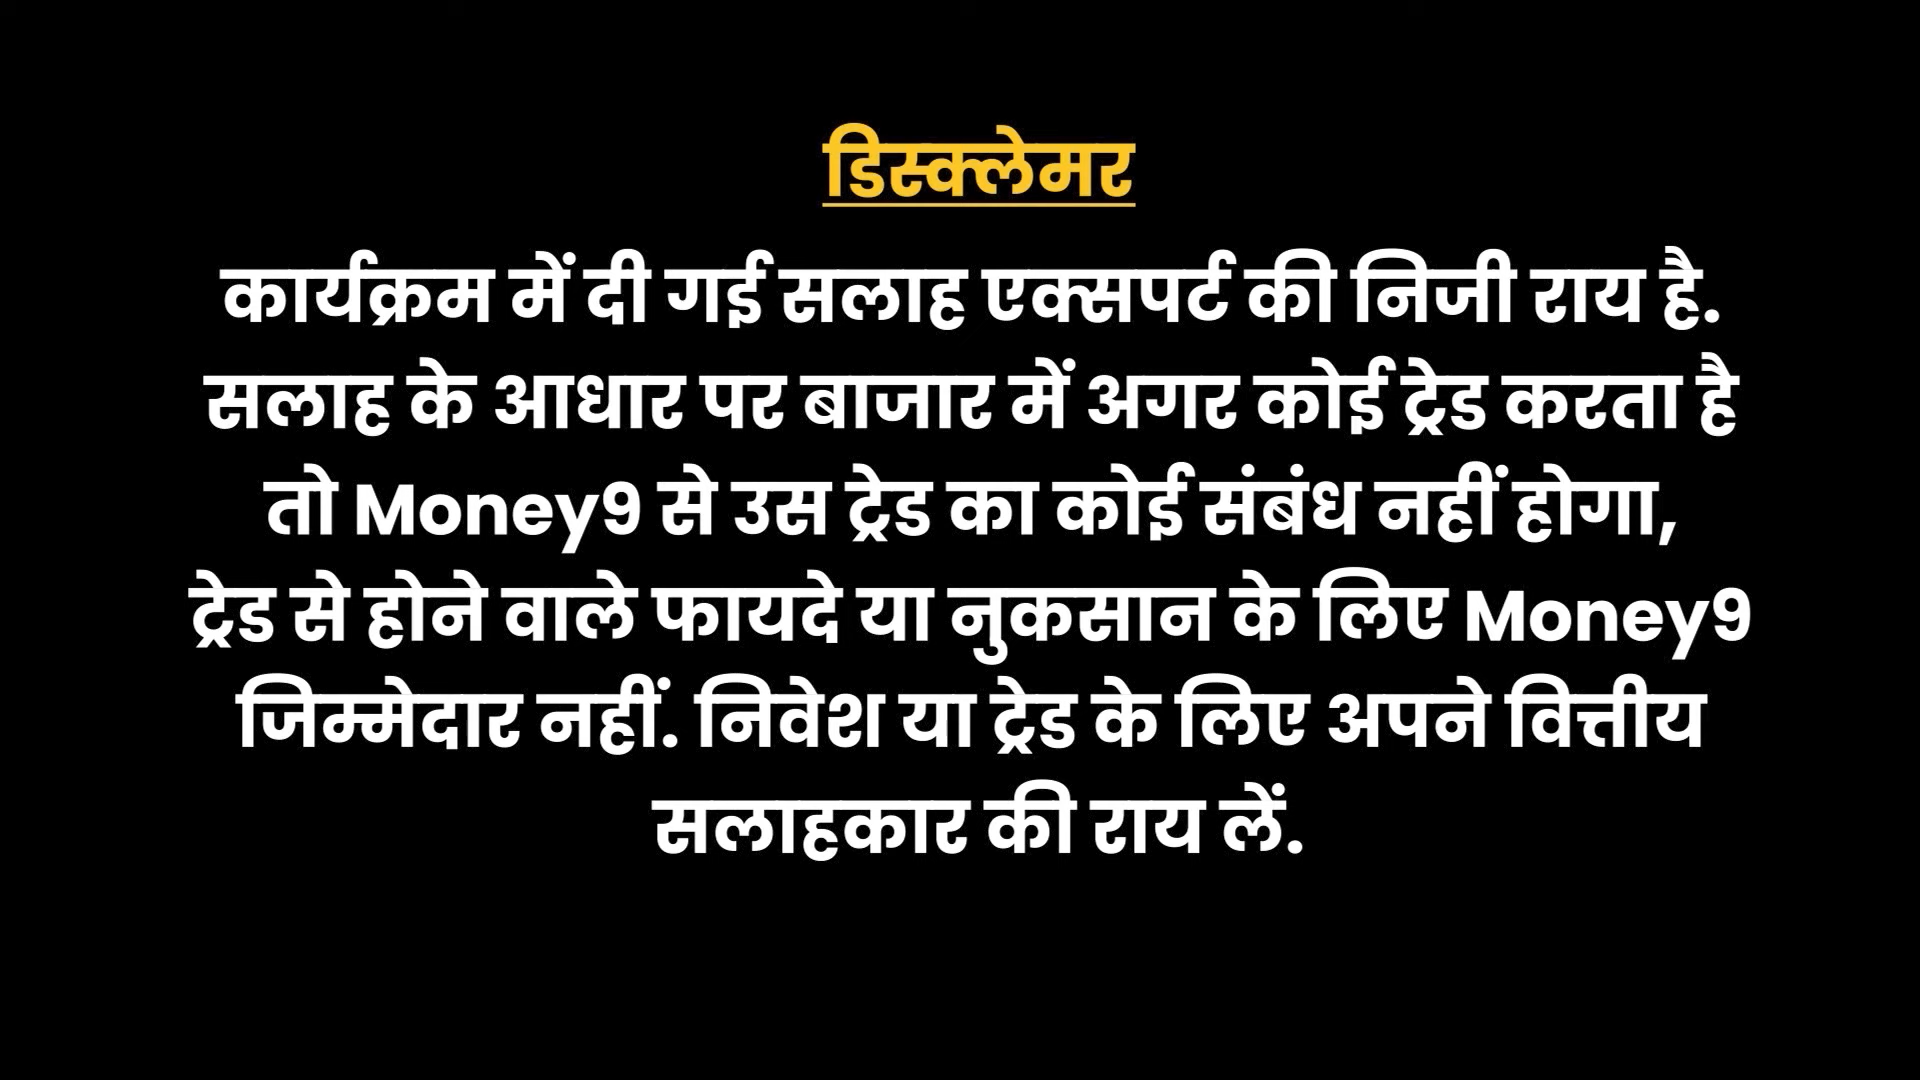 डिस्क्लेमर
कार्यक्रम में दी गई सलाह एक्सपर्ट की निजी राय है.
सलाह के आधार पर बाजार में अगर कोई ट्रेड करता है
तो Money9 से उस ट्रेड का कोई संबंध नहीं होगा,
ट्रेड से होने वाले फायदे या नुकसान के लिए Money9
जिम्मेदार नहीं. निवेश या ट्रेड के लिए अपने वित्तीय
सलाहकार की राय लें.